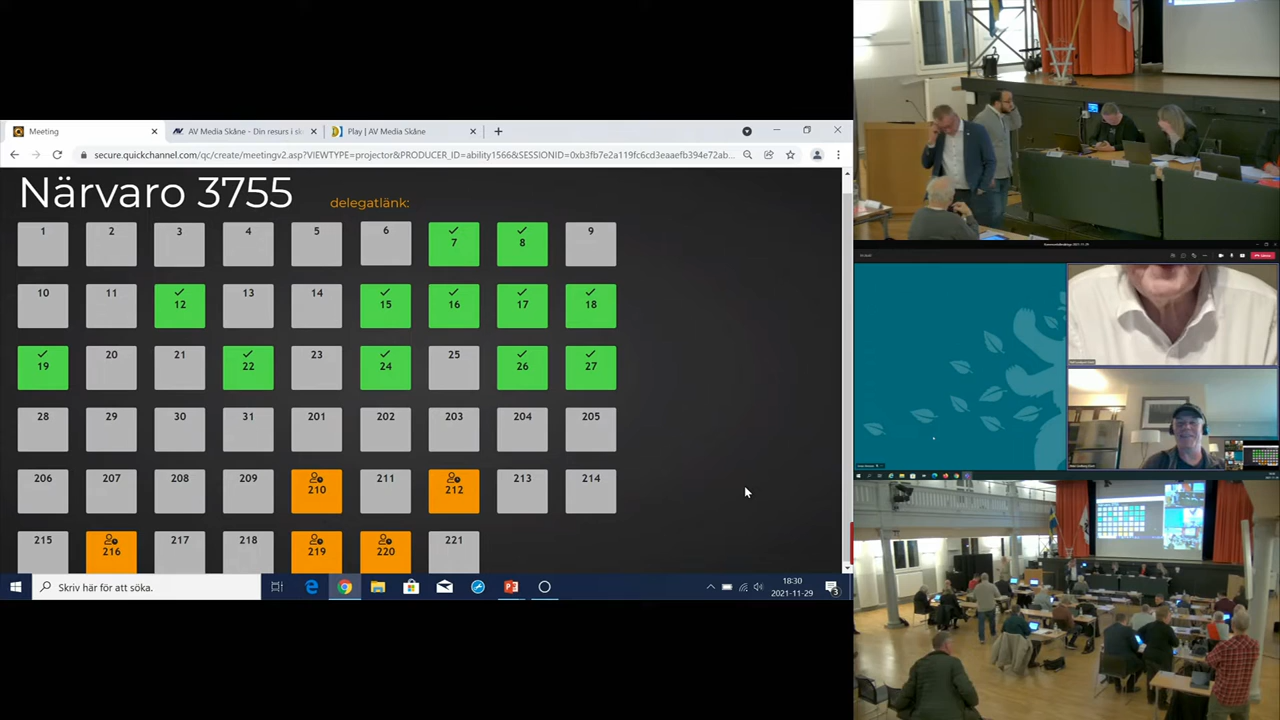 Meeting
AV Media Skåne - Din resurs i sk
Play | AV Media Skåne
secure.quickchannel.com/qc/create/meetingv2.asp?VIEWTYPE=projector&PRODUCER_ID=ability1566&SESSIONID=0xb3fb7e2a119fc6cd3eaaefb394e72ab...
Närvaro 3755
delegatlänk:
1 2 3 4 5 6 7 8 9
10 11 12 13 14 15 16 17 18
19 20 21 22 23 24 25 26 27
28 29 30 31 201 202 203 204 205
206 207 208 209 210 211 212 213 214
215 216 217 218 219 220 221
Skriv här för att söka.
18:30
2021-11-29
3